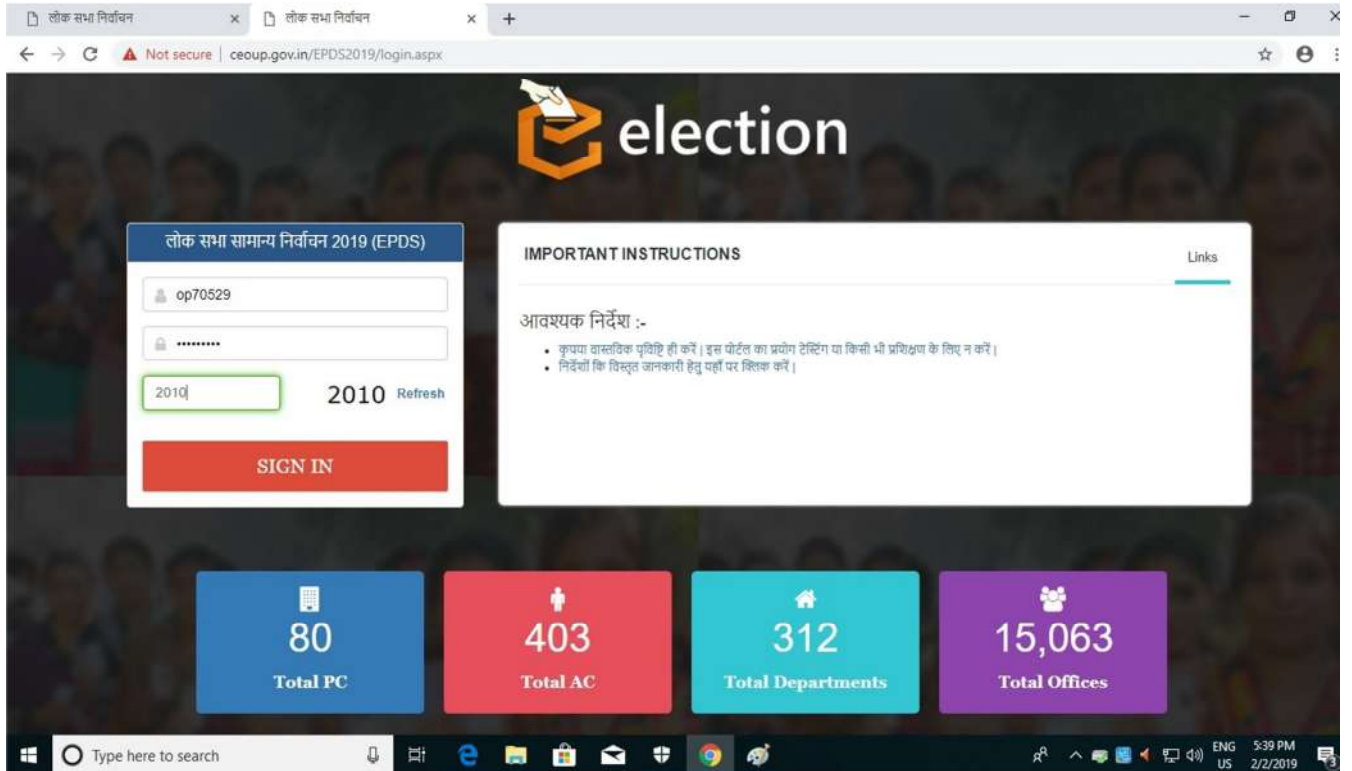 लोक सभा निर्वाचन
लोक सभा निर्वाचन
Not secure | ceoup.gov.in/EPDS2019/login.aspx
election
लोक सभा सामान्य निर्वाचन 2019 (EPDS)
op70529
•••••••••
2010
2010 Refresh
SIGN IN
IMPORTANT INSTRUCTIONS
Links
आवश्यक निर्देश :-
कृपया वास्तविक पृविष्टि ही करें | इस पोर्टल का प्रयोग टेस्टिंग या किसी भी प्रशिक्षण के लिए न करें |
निर्देशों कि विस्तृत जानकारी हेतु यहाँ पर क्लिक करें |
80
Total PC
403
Total AC
312
Total Departments
15,063
Total Offices
Type here to search
ENG
US
5:39 PM
2/2/2019
3